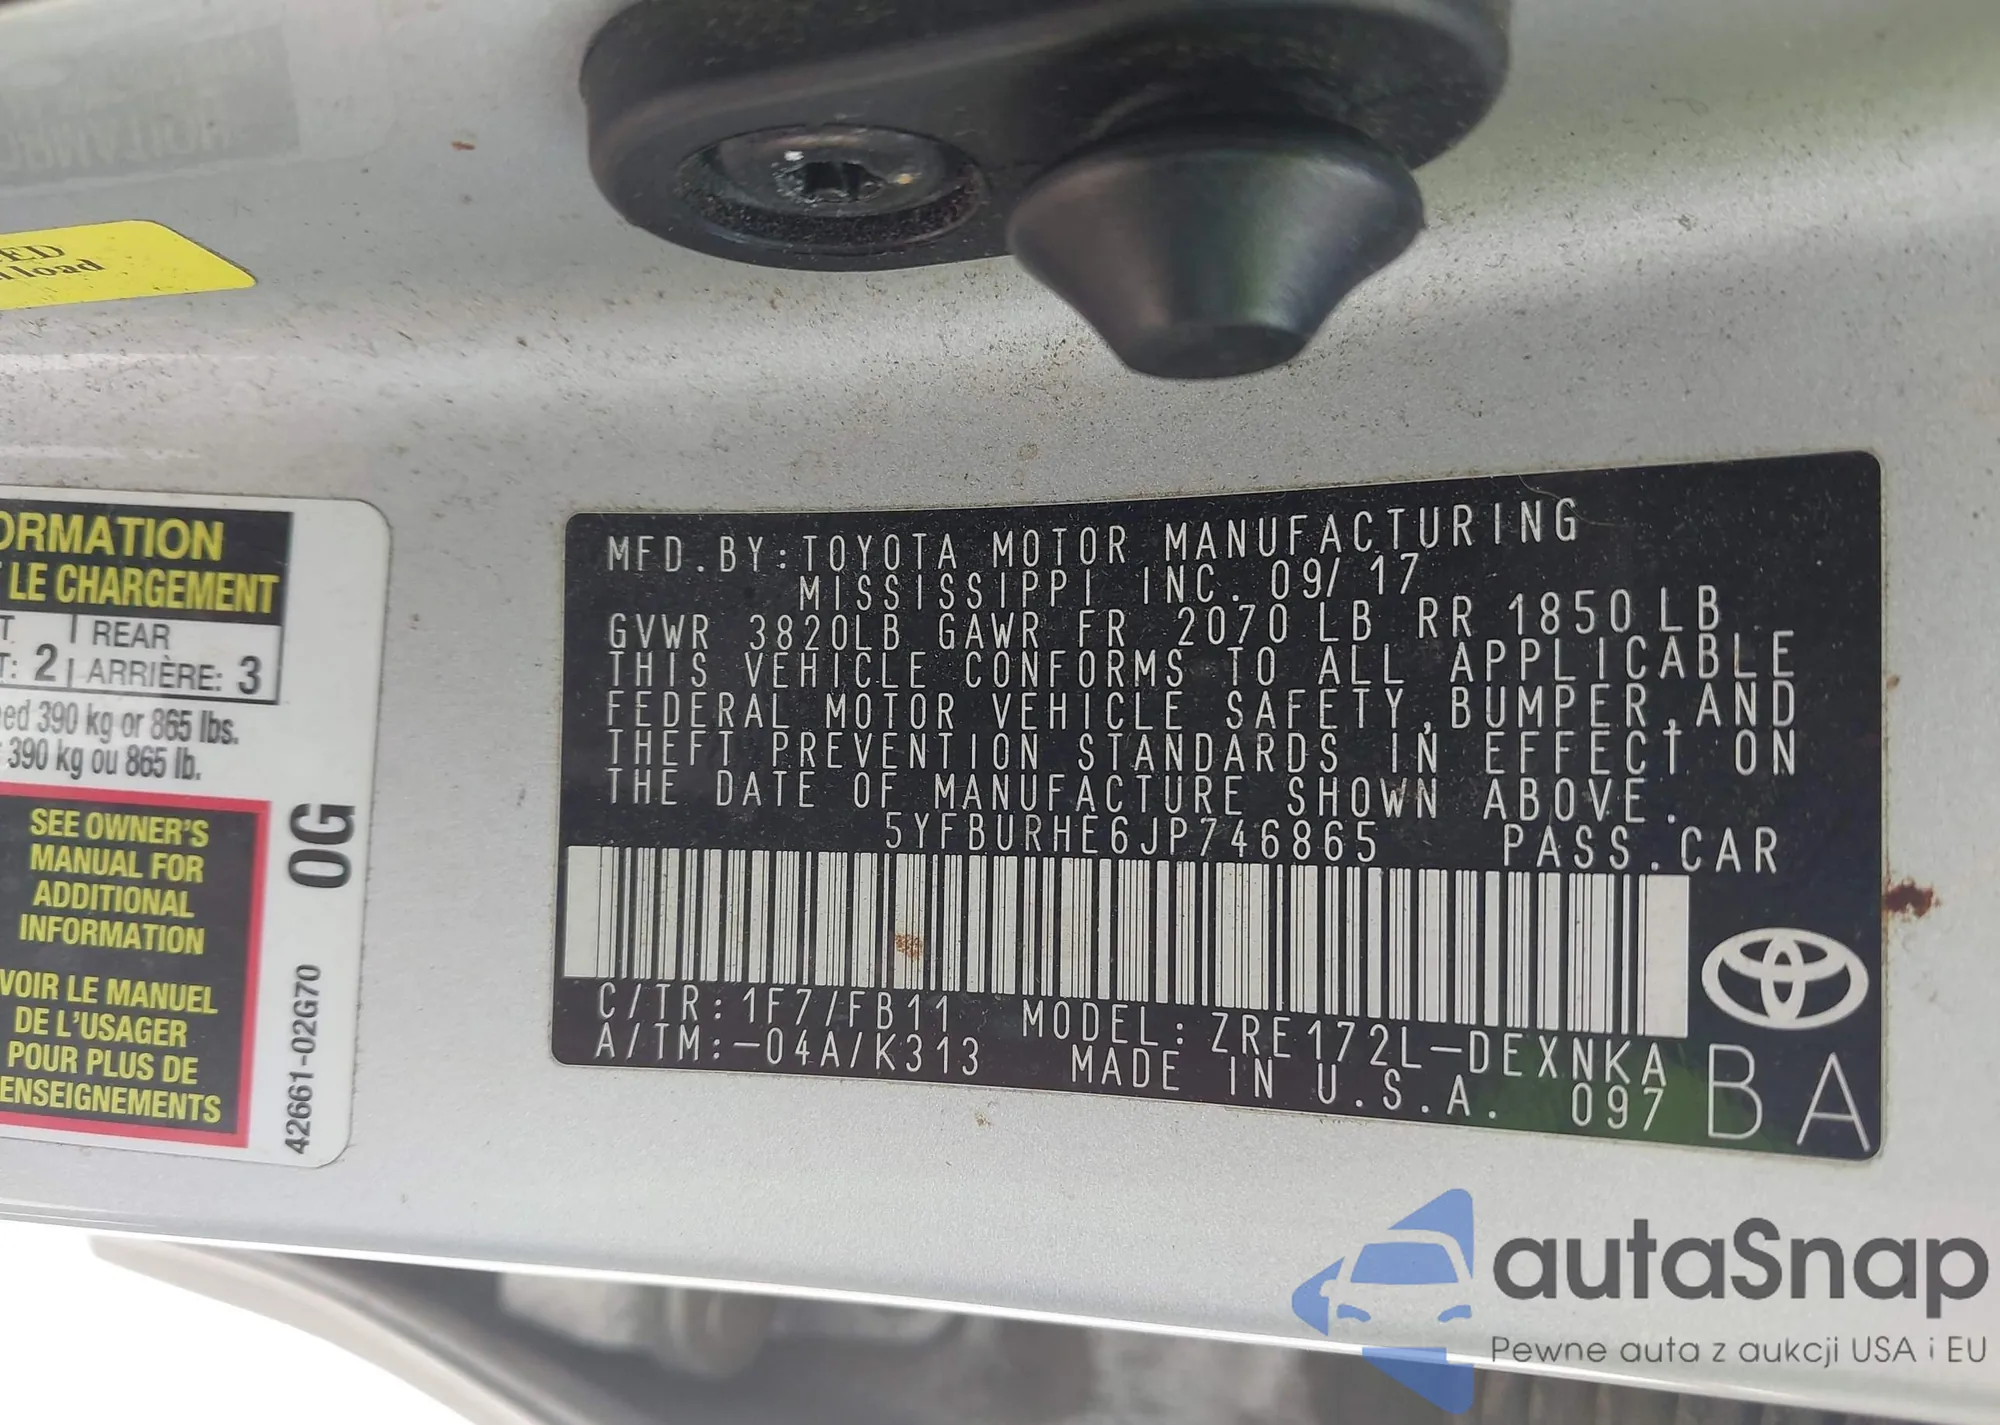 ED
load
ORMATION
LE CHARGEMENT
REAR
2 ARRIÈRE: 3
390 kg or 865 lbs.
390 kg ou 865 lb.
SEE OWNER'S
MANUAL FOR
ADDITIONAL
INFORMATION
VOIR LE MANUEL
DE L'USAGER
POUR PLUS DE
ENSEIGNEMENTS
0G
42661-02G70
MFD.BY:TOYOTA MOTOR MANUFACTURING
MISSISSIPPI INC. 09/17
GVWR 3820LB GAWR FR 2070LB RR 1850LB
THIS VEHICLE CONFORMS TO ALL APPLICABLE
FEDERAL MOTOR VEHICLE SAFETY,BUMPER,AND
THEFT PREVENTION STANDARDS IN EFFECT ON
THE DATE OF MANUFACTURE SHOWN ABOVE.
5YFBURHE6JP746865 PASS.CAR
C/TR:1F7/FB11 MODEL:ZRE172L-DEXNKA
A/TM:-04A/K313 MADE IN U.S.A. 097
BA
autaSnap
Pewne auta z aukcji USA i EU